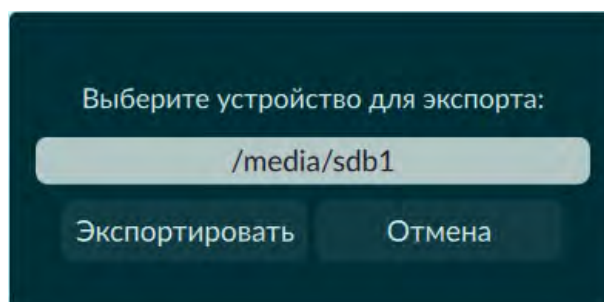 Выберите устройство для экспорта:
/media/sdb1
Экспортировать Отмена